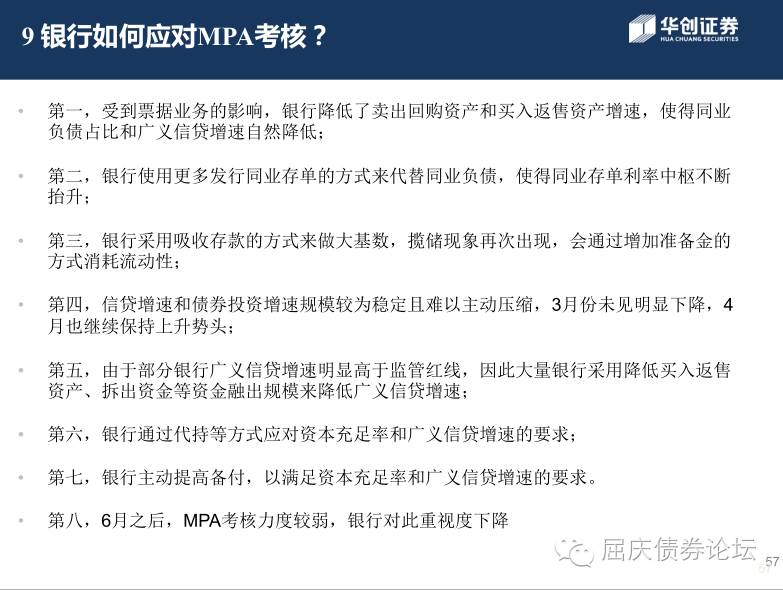 9 银行如何应对MPA考核？
华创证券
HUA CHUANG SECURITIES
• 第一，受到票据业务的影响，银行降低了卖出回购资产和买入返售资产增速，使得同业
负债占比和广义信贷增速自然降低；
• 第二，银行使用更多发行同业存单的方式来代替同业负债，使得同业存单利率中枢不断
抬升；
• 第三，银行采用吸收存款的方式来做大基数，揽储现象再次出现，会通过增加准备金的
方式消耗流动性；
• 第四，信贷增速和债券投资增速规模较为稳定且难以主动压缩，3月份未见明显下降，4
月也继续保持上升势头；
• 第五，由于部分银行广义信贷增速明显高于监管红线，因此大量银行采用降低买入返售
资产、拆出资金等资金融出规模来降低广义信贷增速；
• 第六，银行通过代持等方式应对资本充足率和广义信贷增速的要求；
• 第七，银行主动提高备付，以满足资本充足率和广义信贷增速的要求。
• 第八，6月之后，MPA考核力度较弱，银行对此重视度下降
屈庆债券论坛
57
57